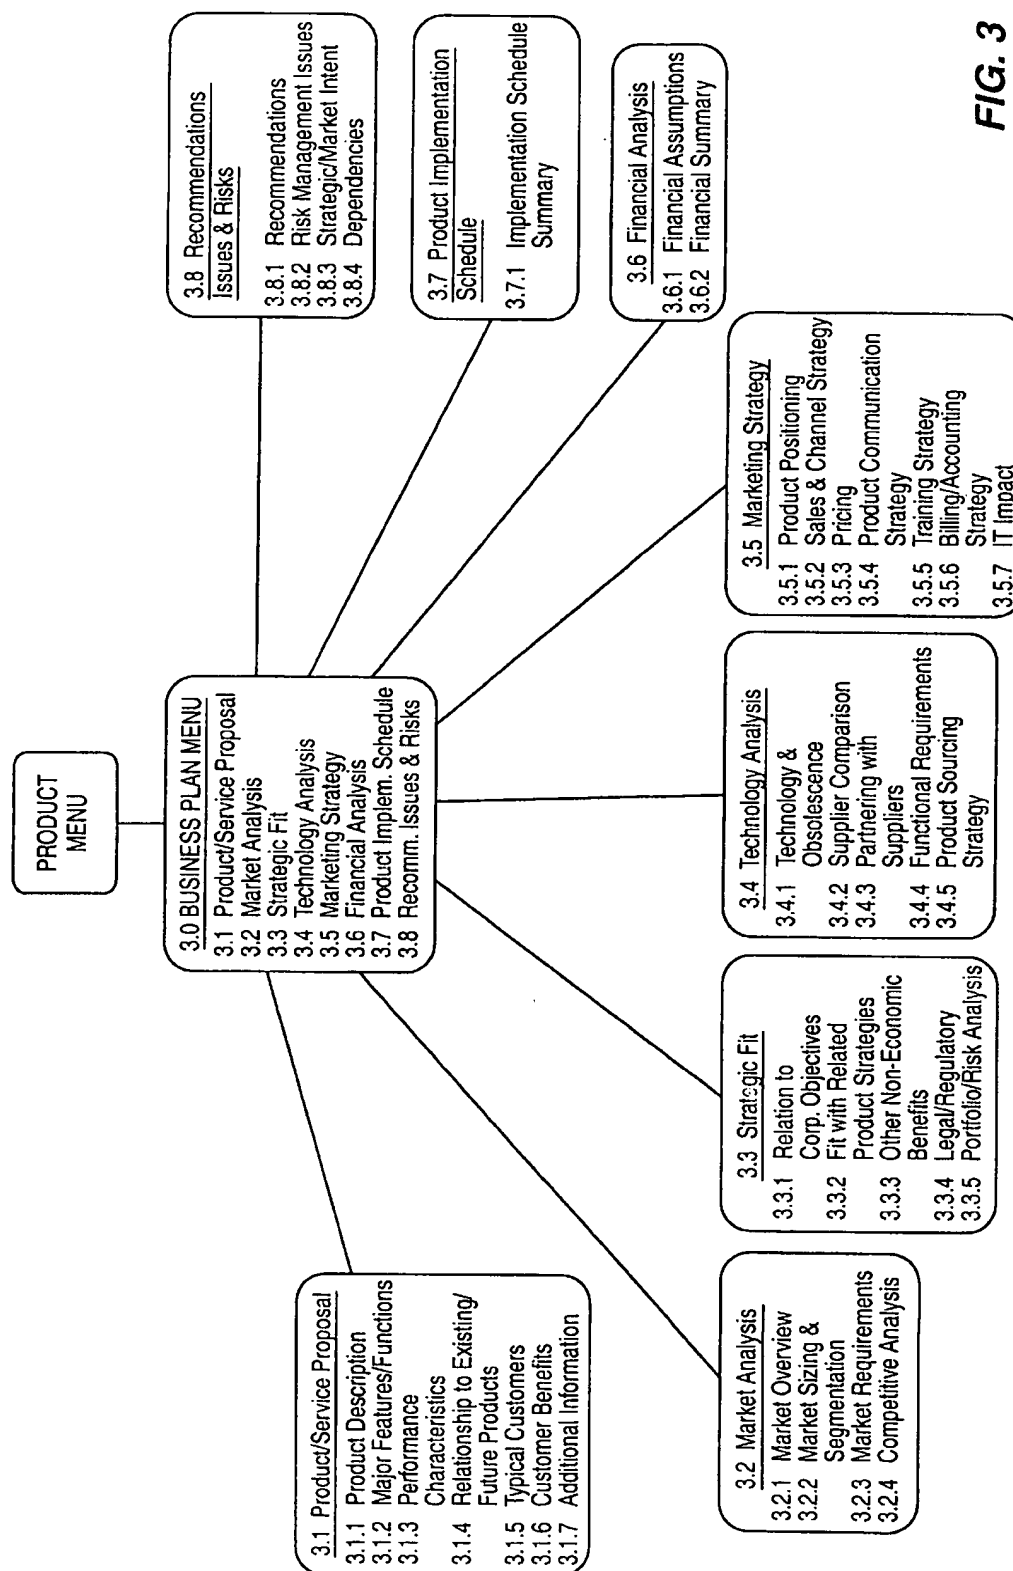 PRODUCT
MENU
3.0 BUSINESS PLAN MENU
3.1 Product/Service Proposal
3.2 Market Analysis
3.3 Strategic Fit
3.4 Technology Analysis
3.5 Marketing Strategy
3.6 Financial Analysis
3.7 Product Implem. Schedule
3.8 Recomm. Issues & Risks
3.1 Product/Service Proposal
3.1.1 Product Description
3.1.2 Major Features/Functions
3.1.3 Performance
Characteristics
3.1.4 Relationship to Existing/
Future Products
3.1.5 Typical Customers
3.1.6 Customer Benefits
3.1.7 Additional Information
3.2 Market Analysis
3.2.1 Market Overview
3.2.2 Market Sizing &
Segmentation
3.2.3 Market Requirements
3.2.4 Competitive Analysis
3.3 Strategic Fit
3.3.1 Relation to
Corp. Objectives
3.3.2 Fit with Related
Product Strategies
3.3.3 Other Non-Economic
Benefits
3.3.4 Legal/Regulatory
3.3.5 Portfolio/Risk Analysis
3.4 Technology Analysis
3.4.1 Technology &
Obsolescence
3.4.2 Supplier Comparison
3.4.3 Partnering with
Suppliers
3.4.4 Functional Requirements
3.4.5 Product Sourcing
Strategy
3.5 Marketing Strategy
3.5.1 Product Positioning
3.5.2 Sales & Channel Strategy
3.5.3 Pricing
3.5.4 Product Communication
Strategy
3.5.5 Training Strategy
3.5.6 Billing/Accounting
Strategy
3.5.7 IT Impact
3.6 Financial Analysis
3.6.1 Financial Assumptions
3.6.2 Financial Summary
3.7 Product Implementation
Schedule
3.7.1 Implementation Schedule
Summary
3.8 Recommendations
Issues & Risks
3.8.1 Recommendations
3.8.2 Risk Management Issues
3.8.3 Strategic/Market Intent
3.8.4 Dependencies
FIG. 3